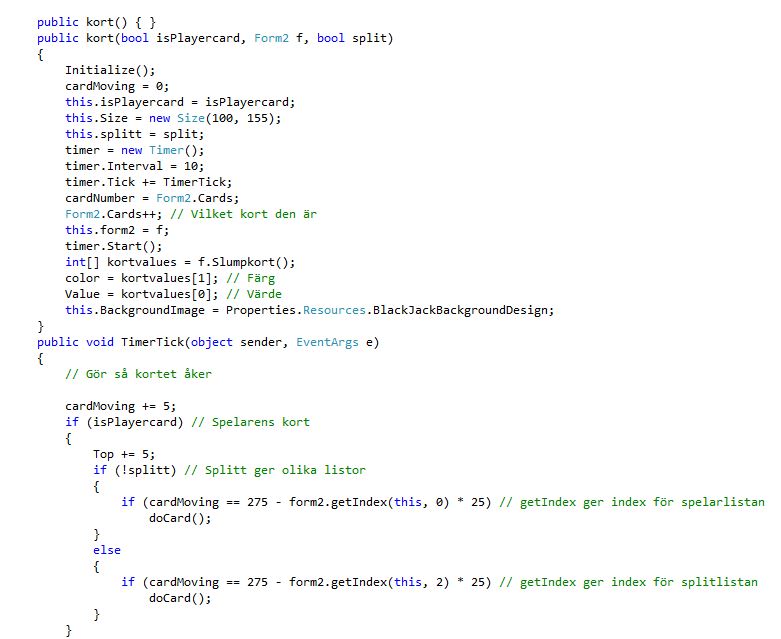 public kort() { }
public kort(bool isPlayercard, Form2 f, bool split)
{
    Initialize();
    cardMoving = 0;
    this.isPlayercard = isPlayercard;
    this.Size = new Size(100, 155);
    this.splitt = split;
    timer = new Timer();
    timer.Interval = 10;
    timer.Tick += TimerTick;
    cardNumber = Form2.Cards;
    Form2.Cards++; // Vilket kort den är
    this.form2 = f;
    timer.Start();
    int[] kortvalues = f.Slumpkort();
    color = kortvalues[1]; // Färg
    Value = kortvalues[0]; // Värde
    this.BackgroundImage = Properties.Resources.BlackJackBackgroundDesign;
}
public void TimerTick(object sender, EventArgs e)
{
    // Gör så kortet åker

    cardMoving += 5;
    if (isPlayercard) // Spelarens kort
    {
        Top += 5;
        if (!splitt) // Splitt ger olika listor
        {
            if (cardMoving == 275 - form2.getIndex(this, 0) * 25) // getIndex ger index för spelarlistan
                doCard();
        }
        else
        {
            if (cardMoving == 275 - form2.getIndex(this, 2) * 25) // getIndex ger index för splitlistan
                doCard();
        }
    }